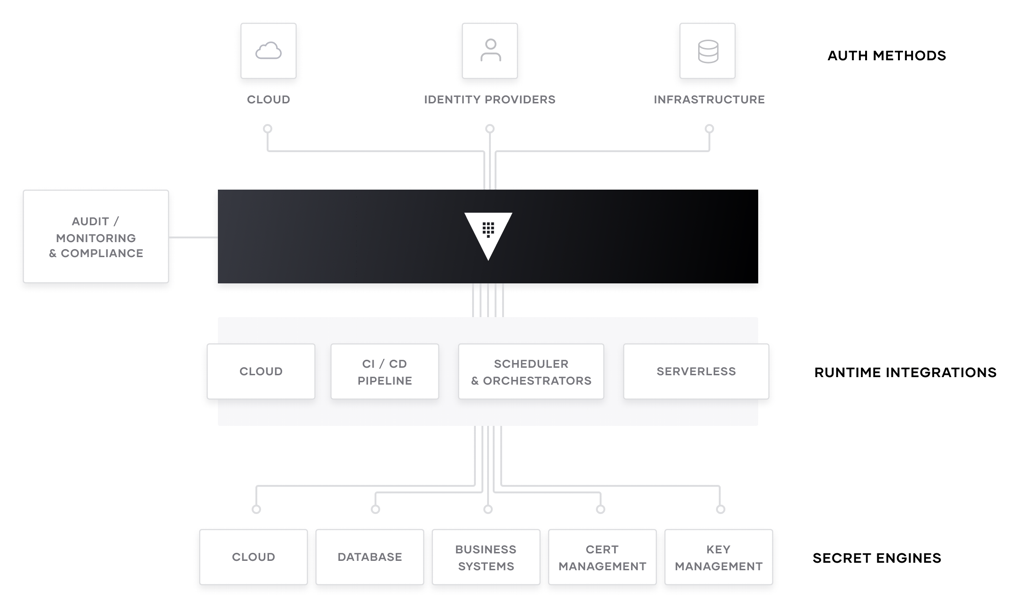 AUTH METHODS
CLOUD
IDENTITY PROVIDERS
INFRASTRUCTURE
AUDIT /
MONITORING
& COMPLIANCE
CLOUD
CI / CD
PIPELINE
SCHEDULER
& ORCHESTRATORS
SERVERLESS
RUNTIME INTEGRATIONS
CLOUD
DATABASE
BUSINESS
SYSTEMS
CERT
MANAGEMENT
KEY
MANAGEMENT
SECRET ENGINES